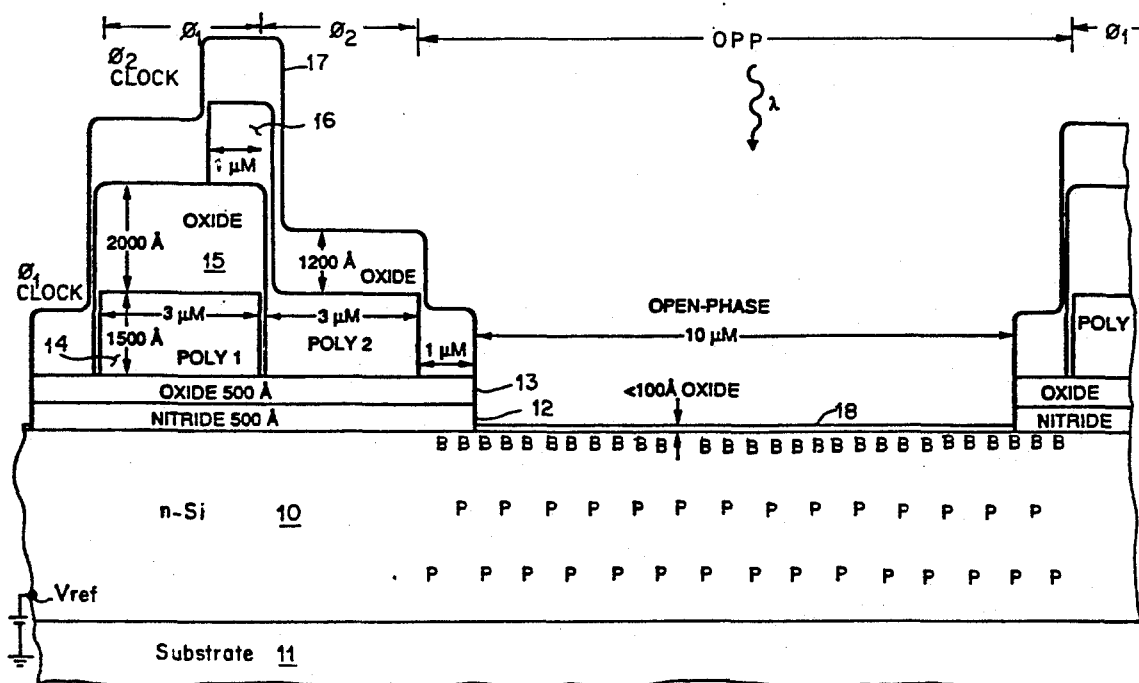 Ø1 Ø2 OPP Ø1
Ø2
CLOCK
17
λ
16
1 µM
OXIDE
2000 Å
15
1200 Å
OXIDE
Ø1
CLOCK
OPEN-PHASE
3 µM 3 µM 10 µM
1500 Å
14
POLY 1 POLY 2 1 µM POLY
OXIDE 500 Å 13 <100Å OXIDE OXIDE
NITRIDE 500 Å 12 18 NITRIDE
B B B B B B B B B B B B B B B B B B B B B B B B B B B B
n-Si 10 P P P P P P P P P P P P P P
P P P P P P P P P P P P P P P
Vref
Substrate 11